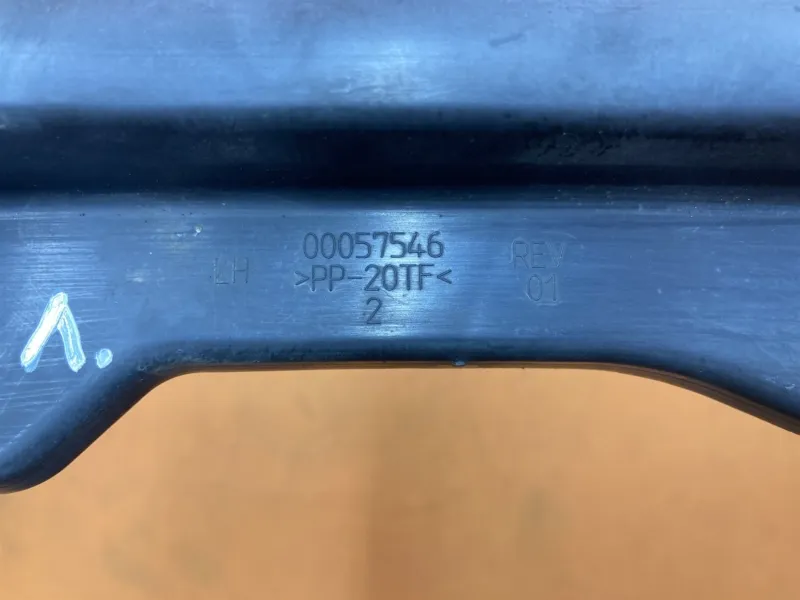 00057546
LH >PP-20TF< REV
2 01
Л.